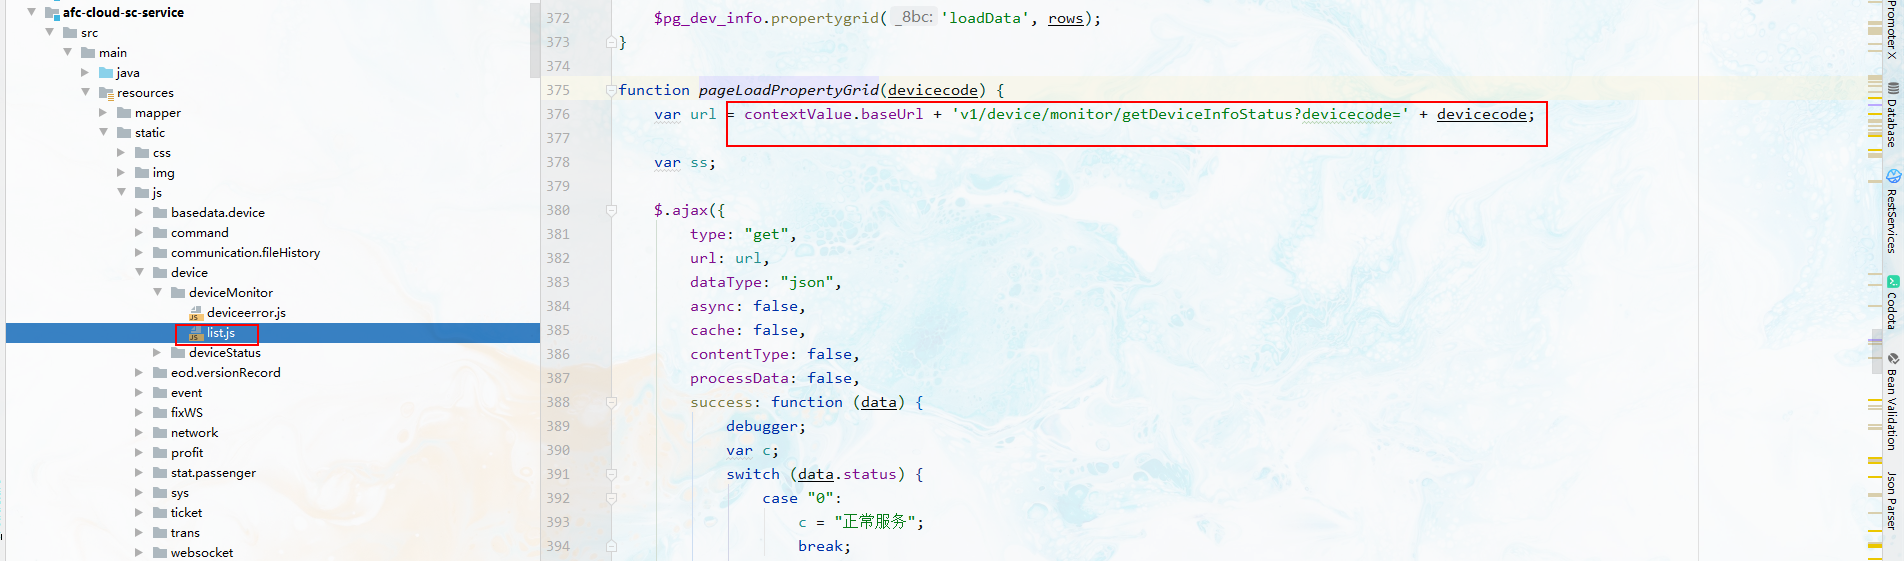 afc-cloud-sc-service
src
main
java
resources
mapper
static
css
img
js
basedata.device
command
communication.fileHistory
device
deviceMonitor
deviceerror.js
list.js
deviceStatus
eod.versionRecord
event
fixWS
network
profit
stat.passenger
sys
ticket
trans
websocket
372 $pg_dev_info.propertygrid( _8bc: 'loadData', rows);
373 }
374
375 function pageLoadPropertyGrid(devicecode) {
376 var url = contextValue.baseUrl + 'v1/device/monitor/getDeviceInfoStatus?devicecode=' + devicecode;
377
378 var ss;
379
380 $.ajax({
381 type: "get",
382 url: url,
383 dataType: "json",
384 async: false,
385 cache: false,
386 contentType: false,
387 processData: false,
388 success: function (data) {
389 debugger;
390 var c;
391 switch (data.status) {
392 case "0":
393 c = "正常服务";
394 break;
Promoter X
Database
RestServices
Codota
Bean Validation
Json Parser